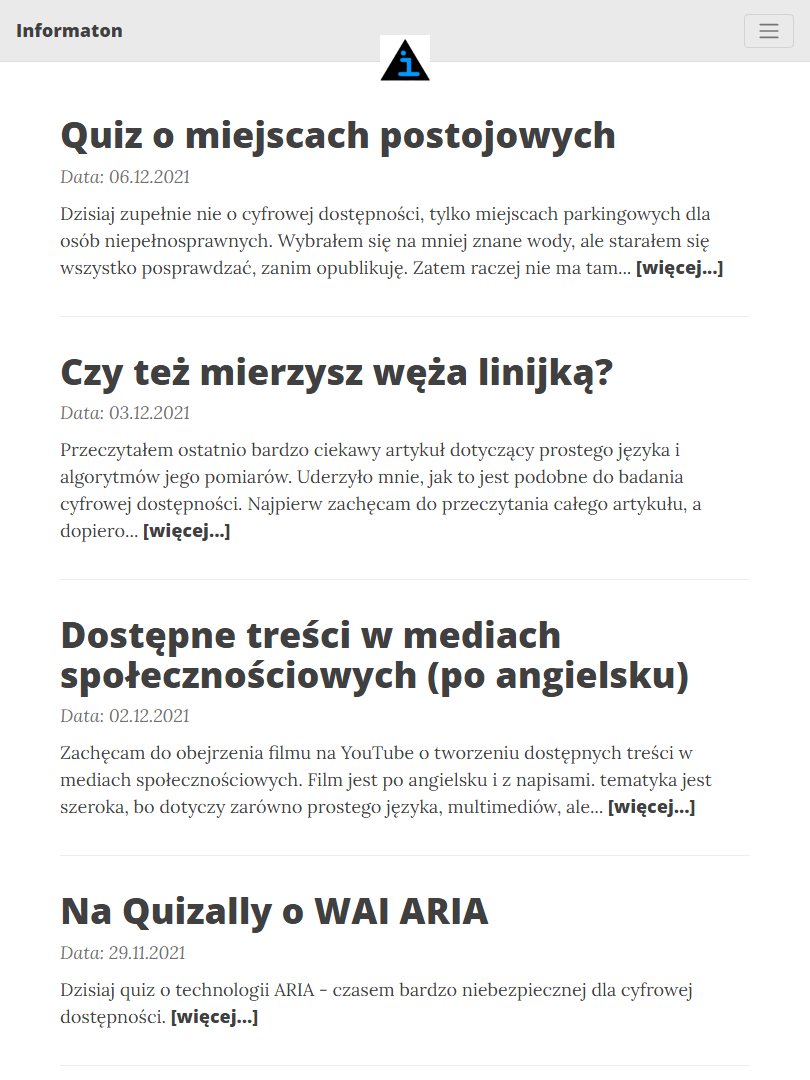 Informaton
i
Quiz o miejscach postojowych
Data: 06.12.2021
Dzisiaj zupełnie nie o cyfrowej dostępności, tylko miejscach parkingowych dla
osób niepełnosprawnych. Wybrałem się na mniej znane wody, ale starałem się
wszystko posprawdzać, zanim opublikuję. Zatem raczej nie ma tam... [więcej...]
Czy też mierzysz węża linijką?
Data: 03.12.2021
Przeczytałem ostatnio bardzo ciekawy artykuł dotyczący prostego języka i
algorytmów jego pomiarów. Uderzyło mnie, jak to jest podobne do badania
cyfrowej dostępności. Najpierw zachęcam do przeczytania całego artykułu, a
dopiero... [więcej...]
Dostępne treści w mediach
społecznościowych (po angielsku)
Data: 02.12.2021
Zachęcam do obejrzenia filmu na YouTube o tworzeniu dostępnych treści w
mediach społecznościowych. Film jest po angielsku i z napisami. tematyka jest
szeroka, bo dotyczy zarówno prostego języka, multimediów, ale... [więcej...]
Na Quizally o WAI ARIA
Data: 29.11.2021
Dzisiaj quiz o technologii ARIA - czasem bardzo niebezpiecznej dla cyfrowej
dostępności. [więcej...]